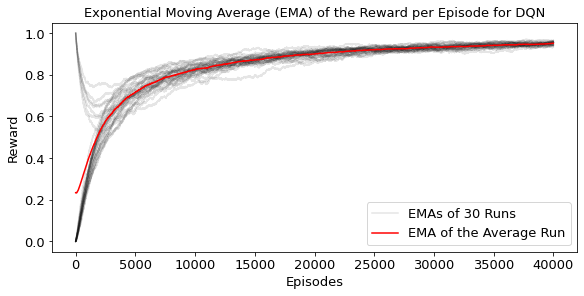 Exponential Moving Average (EMA) of the Reward per Episode for DQN
Reward
1.0
0.8
0.6
0.4
0.2
0.0
EMAs of 30 Runs
EMA of the Average Run
0 5000 10000 15000 20000 25000 30000 35000 40000
Episodes